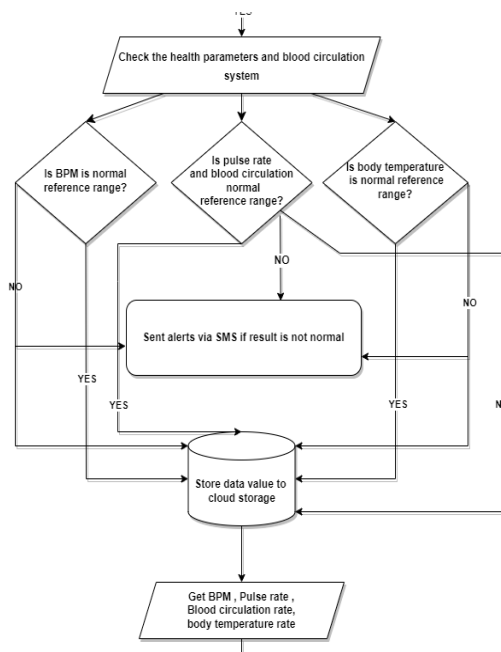 YES
Check the health parameters and blood circulation
system
Is BPM is normal
reference range?
Is pulse rate
and blood circulation
normal
reference range?
Is body temperature
is normal reference
range?
NO
NO
NO
Sent alerts via SMS if result is not normal
YES
YES
YES
N
Store data value to
cloud storage
Get BPM , Pulse rate ,
Blood circulation rate,
body temperature rate